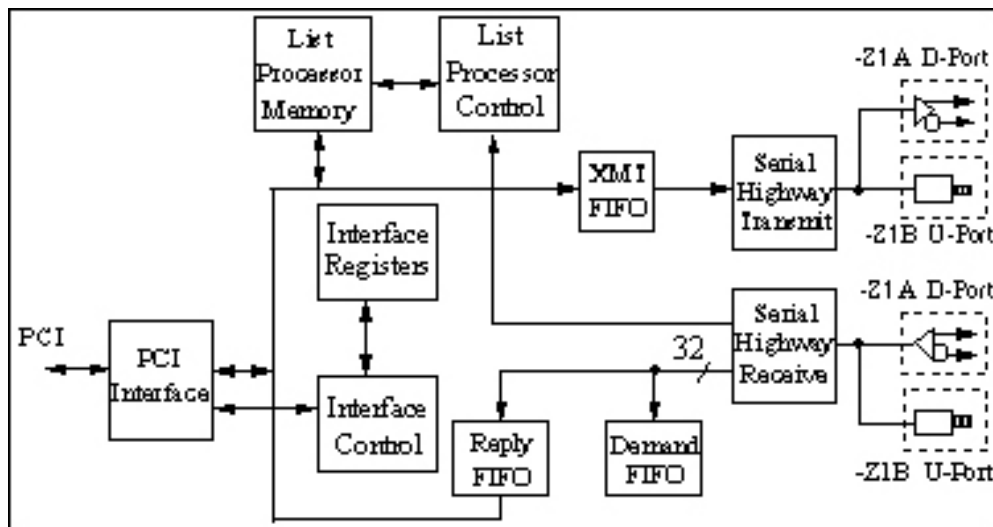 List
Processor
Memory
List
Processor
Control
-Z1A D-Port
XMI
FIFO
Serial
Highway
Transmit
-Z1B U-Port
Interface
Registers
-Z1A D-Port
PCI
PCI
Interface
32
Serial
Highway
Receive
Interface
Control
Reply
FIFO
Demand
FIFO
-Z1B U-Port